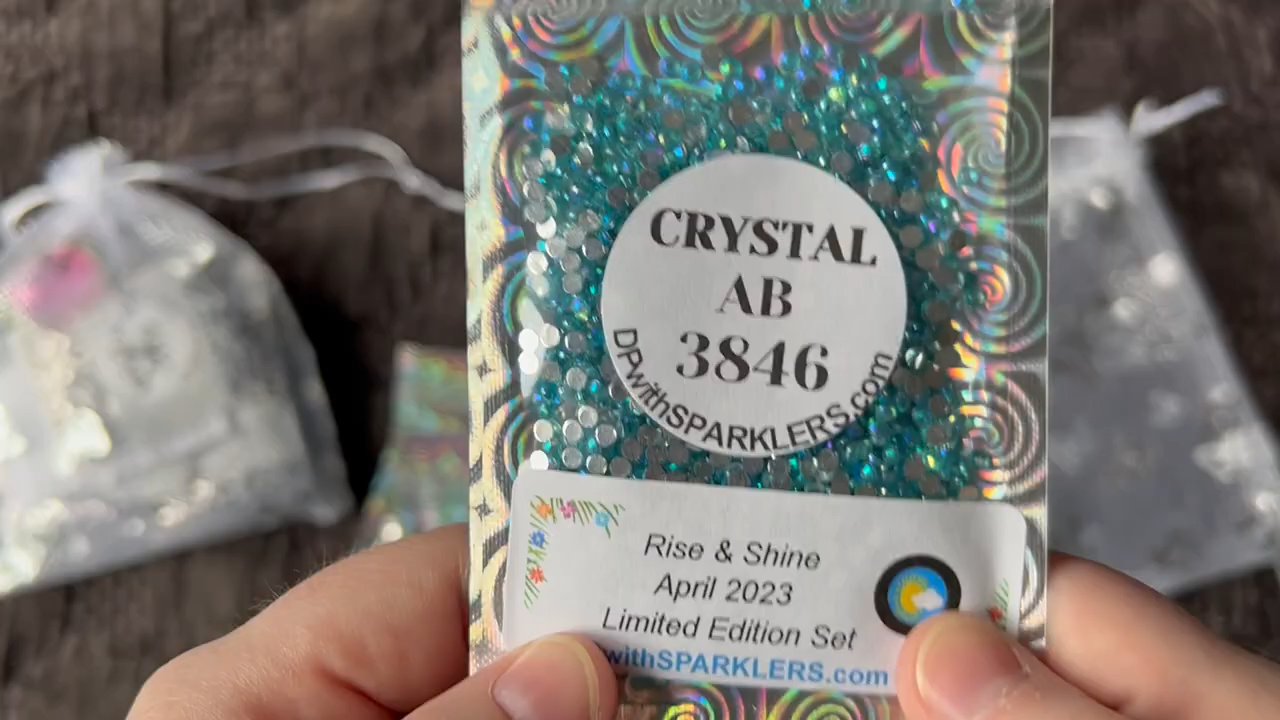 CRYSTAL
AB
3846
DPwithSPARKLERS.com
Rise & Shine
April 2023
Limited Edition Set
withSPARKLERS.com